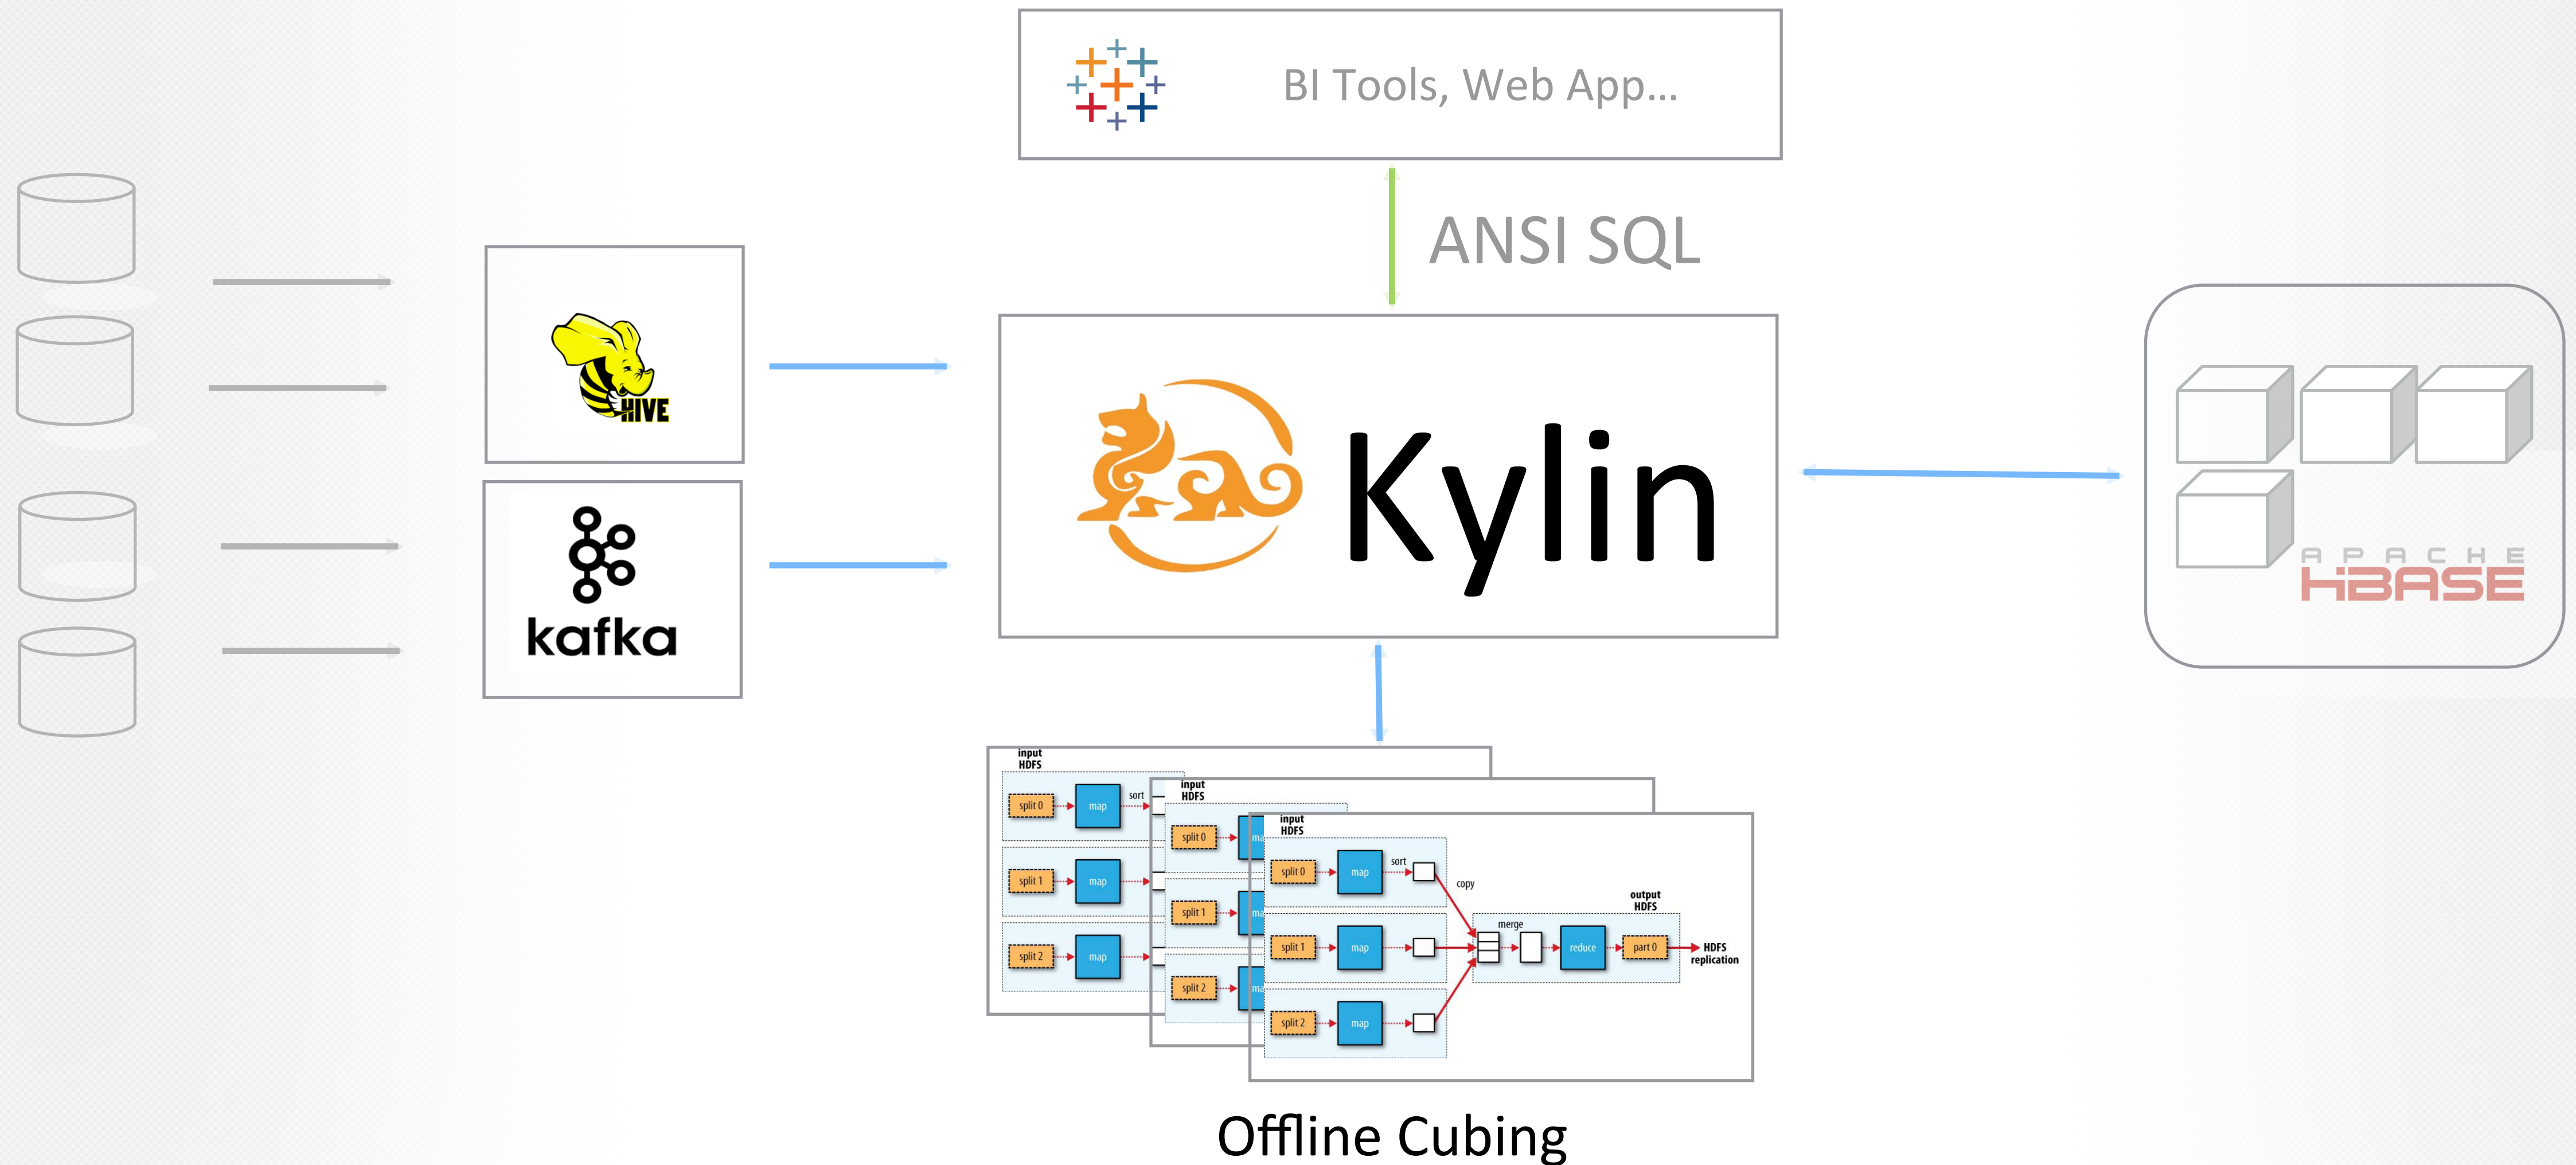 BI Tools, Web App...
ANSI SQL
HIVE
kafka
Kylin
APACHE
HBASE
input
HDFS
split 0
map
sort
split 1
map
split 2
map
input
HDFS
split 0
split 1
split 2
input
HDFS
split 0
map
sort
copy
split 1
map
split 2
map
merge
reduce
output
HDFS
part 0
HDFS
replication
Offline Cubing